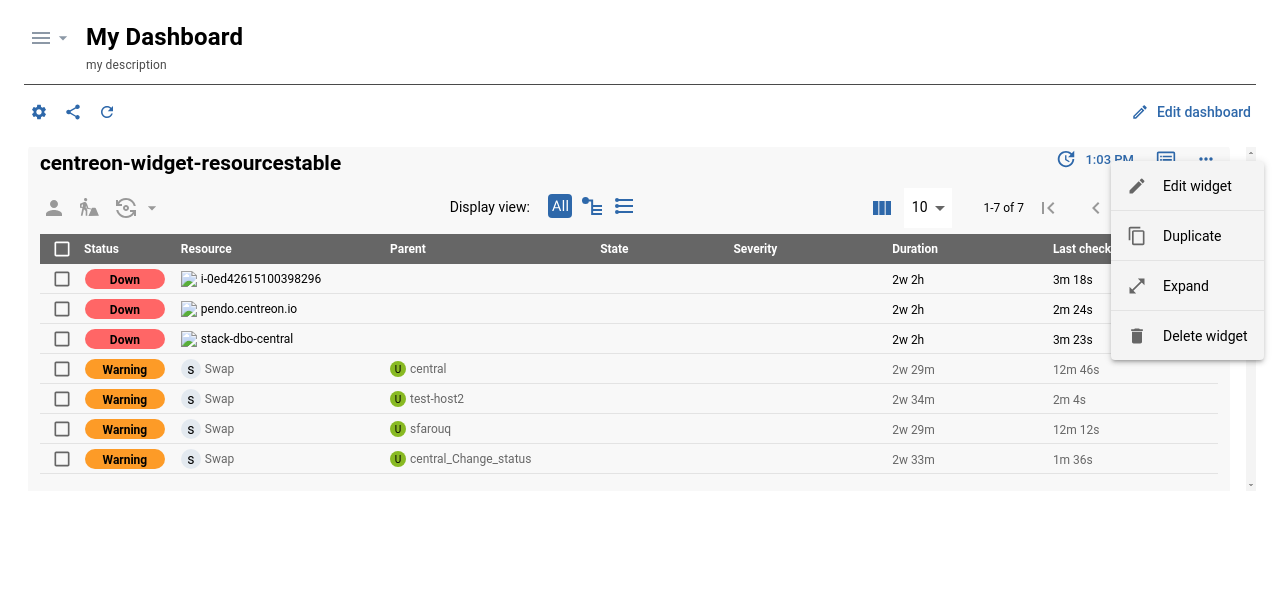 My Dashboard
my description
Edit dashboard
centreon-widget-resourcestable
1:03 PM
Edit widget
Duplicate
Expand
Delete widget
Display view: All
10
1-7 of 7
Status Resource Parent State Severity Duration Last check
Down i-0ed42615100398296 2w 2h 3m 18s
Down pendo.centreon.io 2w 2h 2m 24s
Down stack-dbo-central 2w 2h 3m 23s
Warning S Swap U central 2w 29m 12m 46s
Warning S Swap U test-host2 2w 34m 2m 4s
Warning S Swap U sfarouq 2w 29m 12m 12s
Warning S Swap U central_Change_status 2w 33m 1m 36s